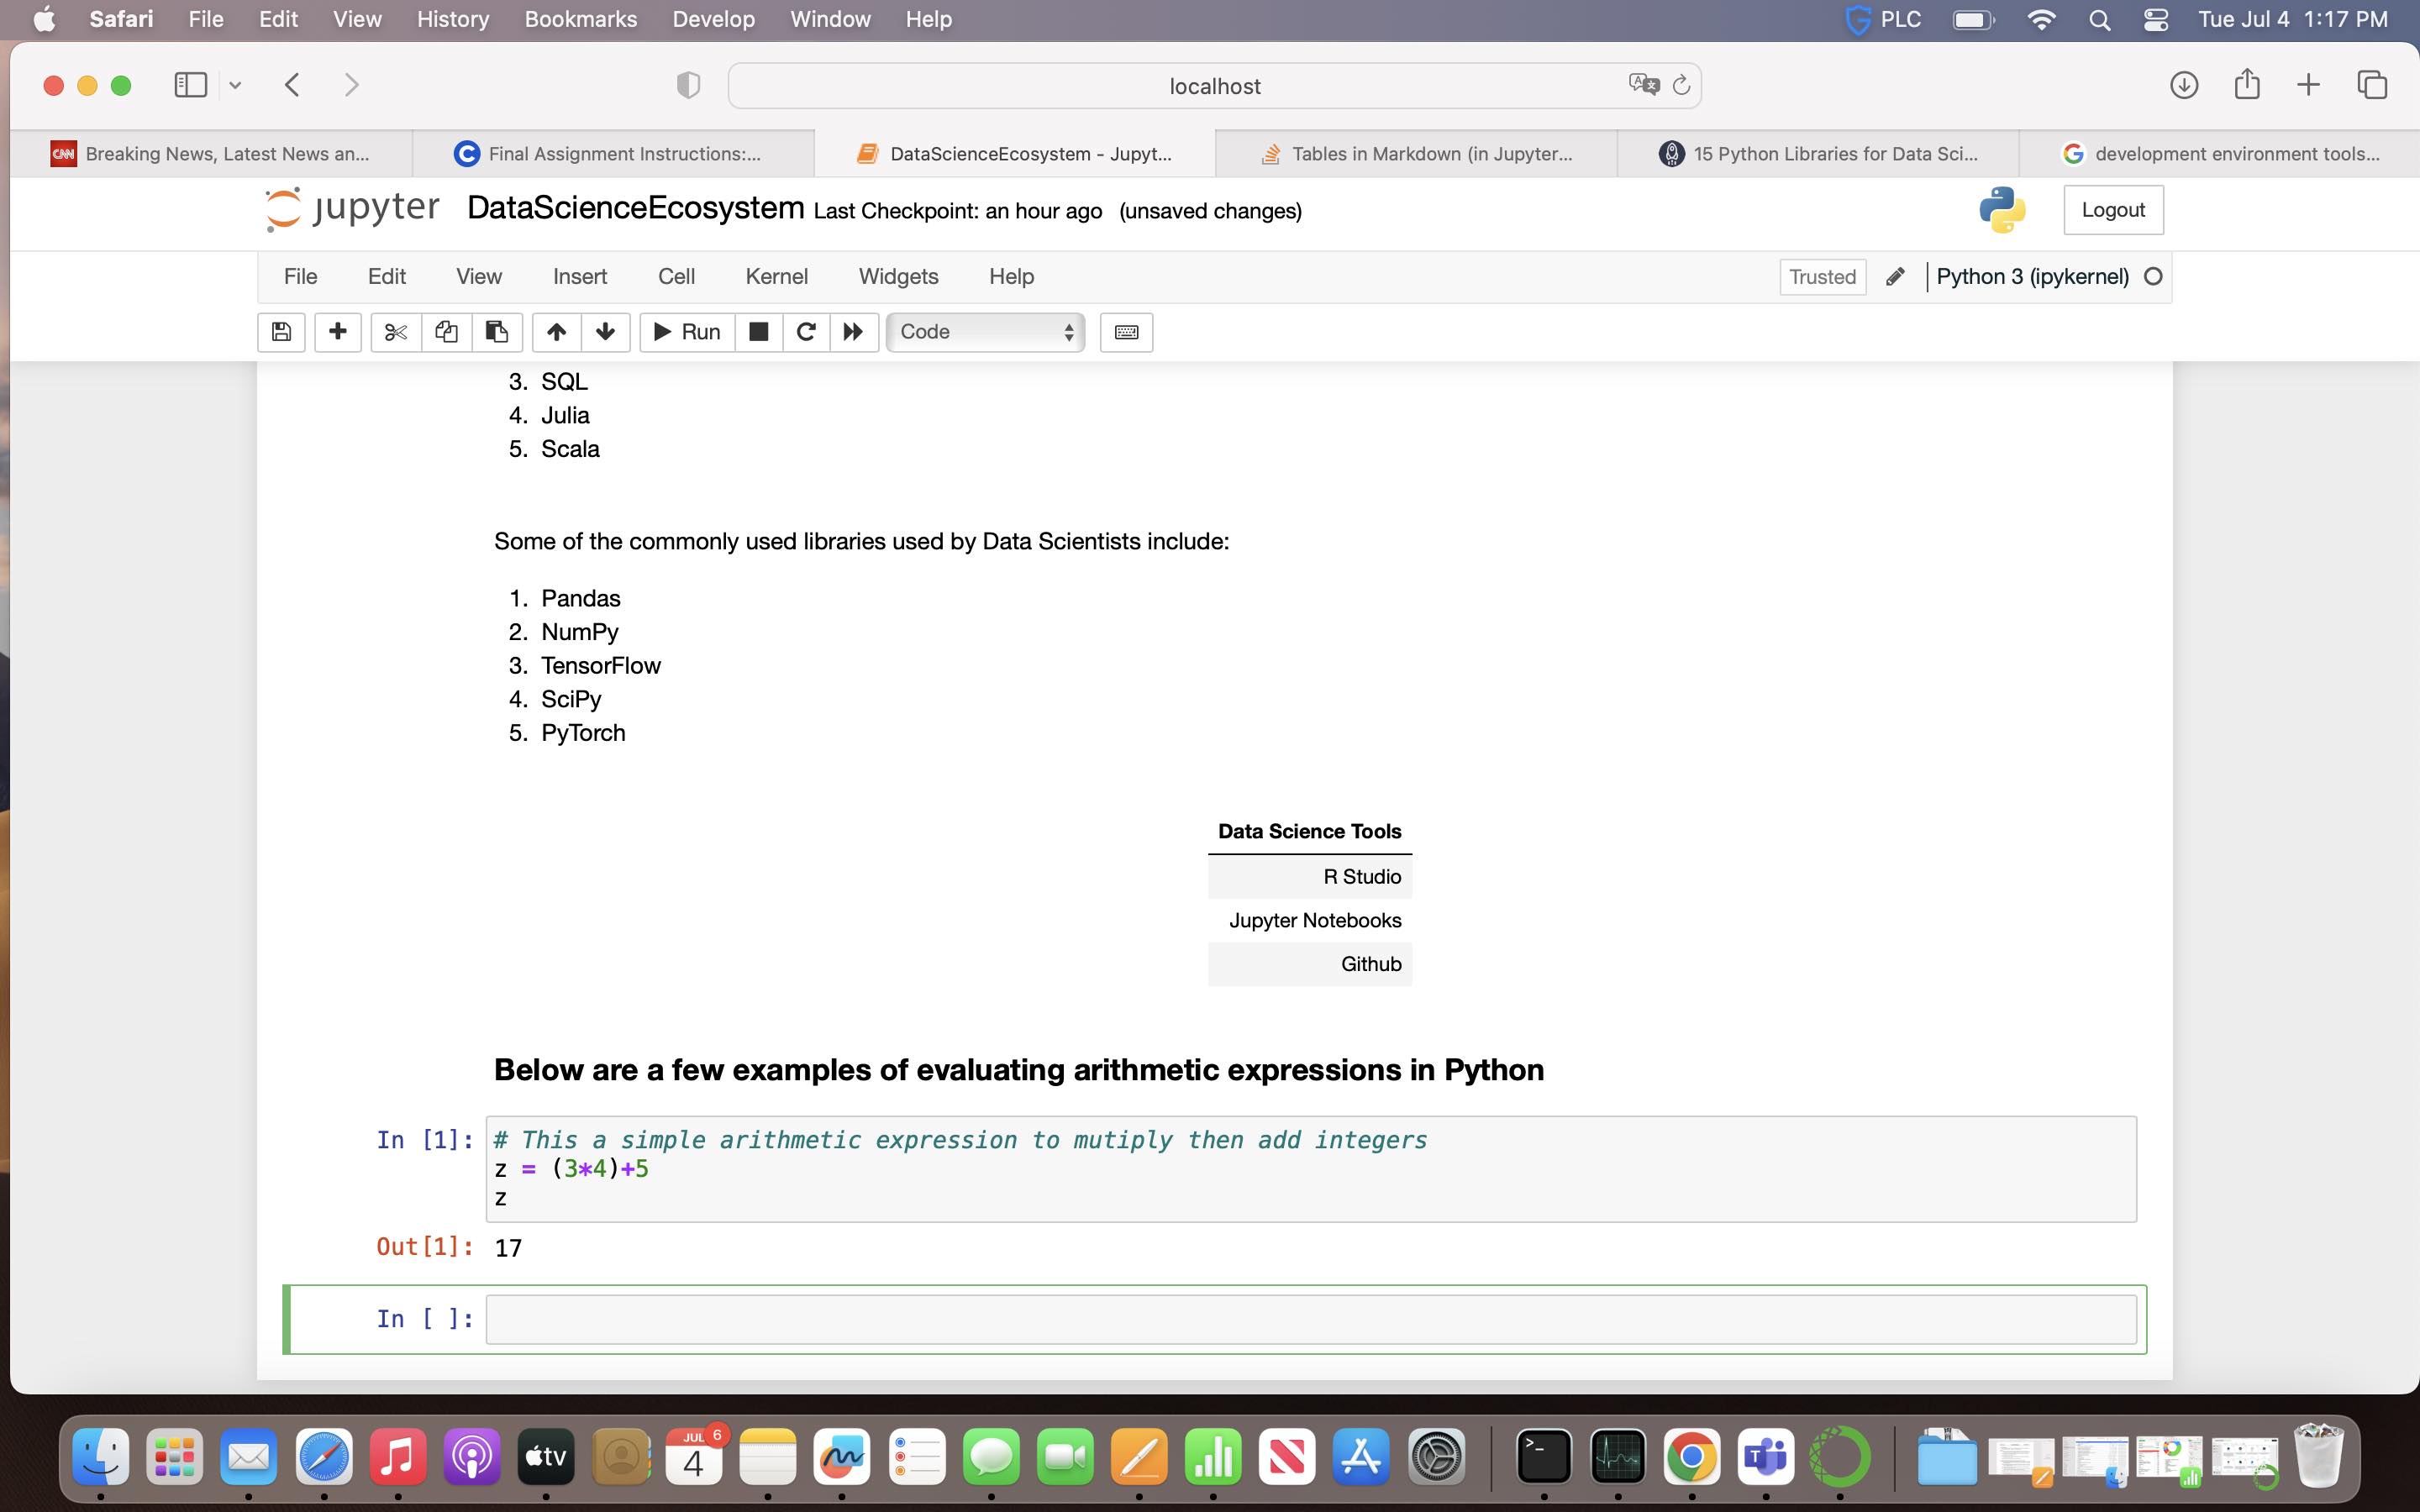 Safari File Edit View History Bookmarks Develop Window Help PLC Tue Jul 4 1:17 PM
localhost
CNN Breaking News, Latest News an... Final Assignment Instructions:... DataScienceEcosystem - Jupyt... Tables in Markdown (in Jupyter... 15 Python Libraries for Data Sci... development environment tools...
jupyter DataScienceEcosystem Last Checkpoint: an hour ago (unsaved changes) Logout
File Edit View Insert Cell Kernel Widgets Help Trusted Python 3 (ipykernel)
Run Code
3. SQL
4. Julia
5. Scala
Some of the commonly used libraries used by Data Scientists include:
1. Pandas
2. NumPy
3. TensorFlow
4. SciPy
5. PyTorch
Data Science Tools
R Studio
Jupyter Notebooks
Github
Below are a few examples of evaluating arithmetic expressions in Python
In [1]: # This a simple arithmetic expression to mutiply then add integers
z = (3*4)+5
z
Out[1]: 17
In [ ]:
tv JUL 4 6